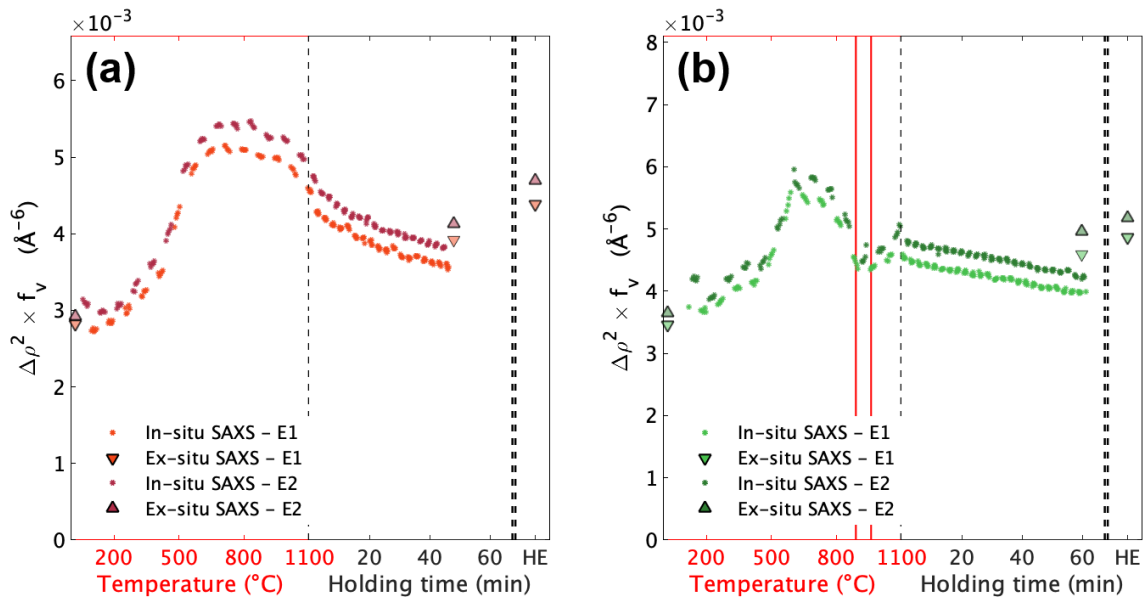 ×10⁻³
(a)
6
5
4
3
2
1
0
Δρ² × f_v (Å⁻⁶)
In-situ SAXS – E1
Ex-situ SAXS – E1
In-situ SAXS – E2
Ex-situ SAXS – E2
200 500 800 1100 20 40 60 HE
Temperature (°C) Holding time (min)
×10⁻³
(b)
8
7
6
5
4
3
2
1
0
Δρ² × f_v (Å⁻⁶)
In-situ SAXS – E1
Ex-situ SAXS – E1
In-situ SAXS – E2
Ex-situ SAXS – E2
200 500 800 1100 20 40 60 HE
Temperature (°C) Holding time (min)